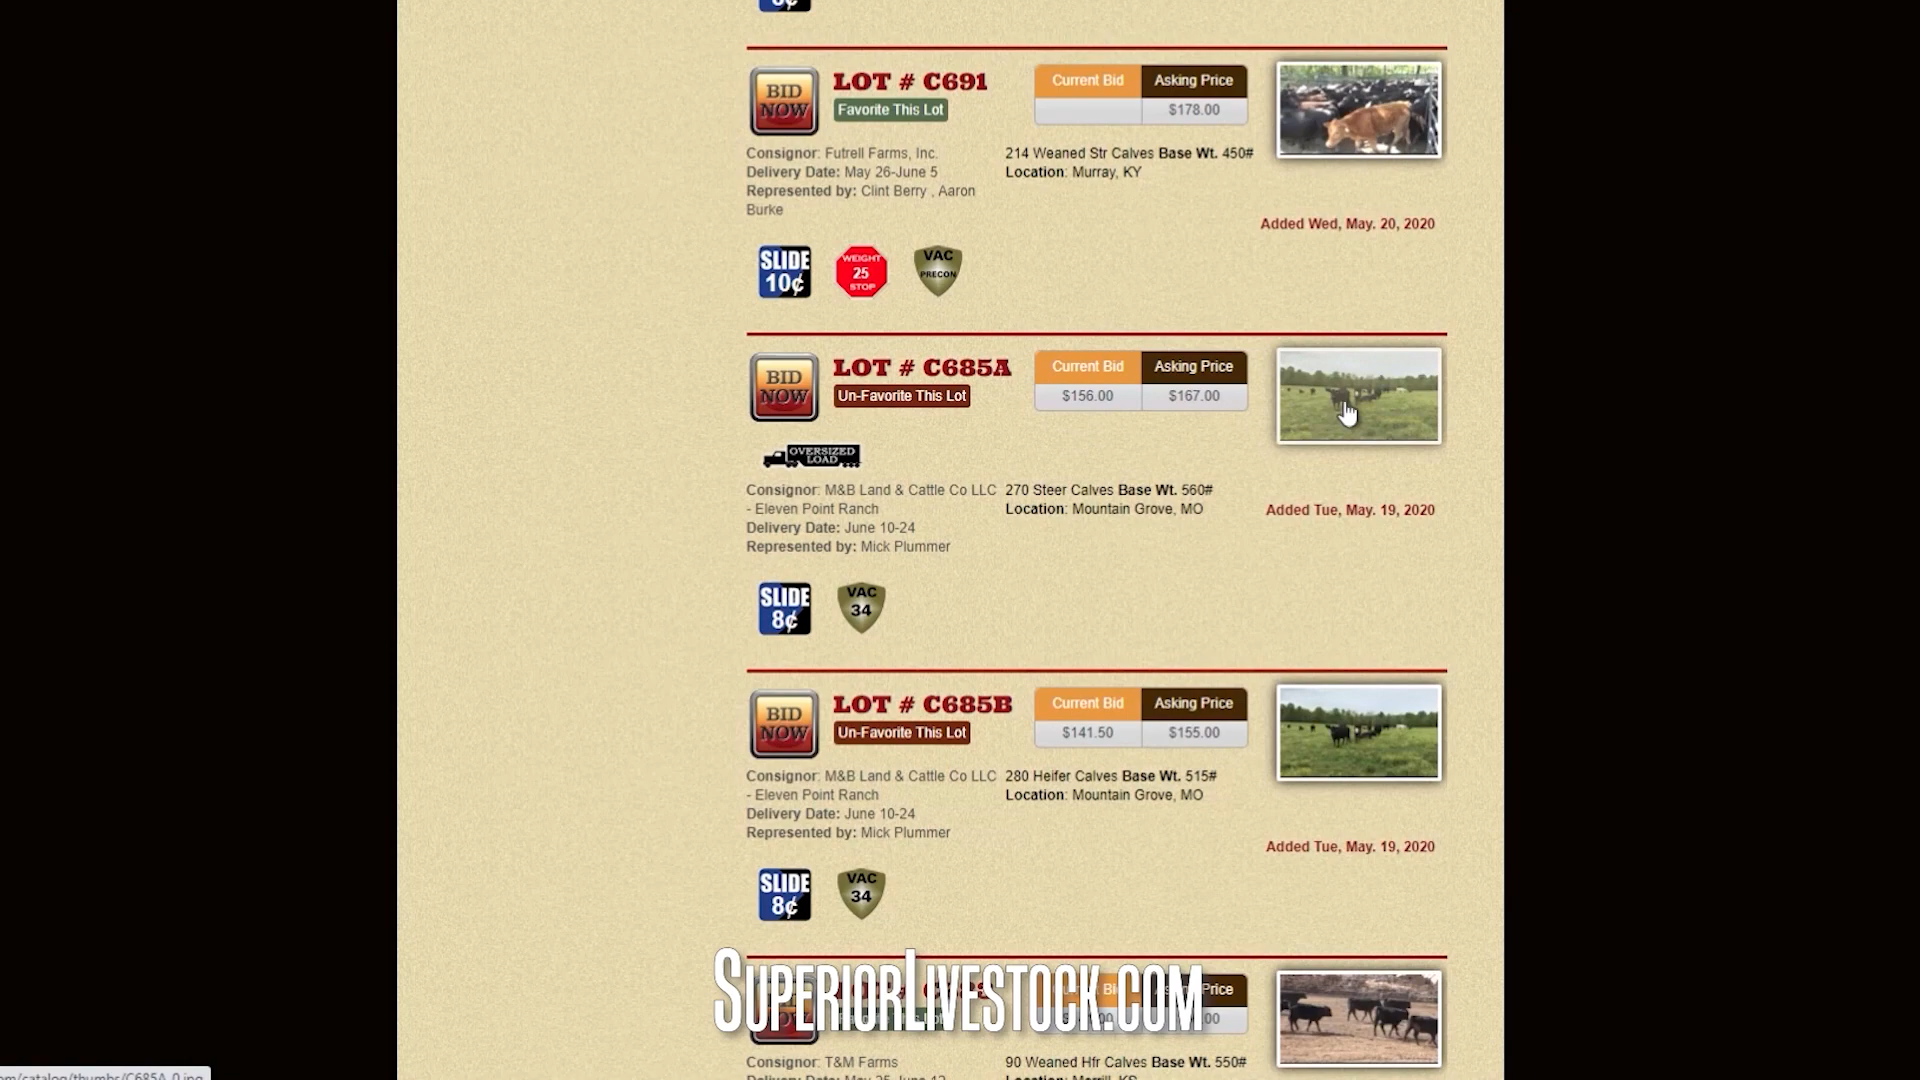 BID NOW
LOT # C691
Favorite This Lot
Current Bid
Asking Price
$178.00
Consignor: Futrell Farms, Inc.
Delivery Date: May 26-June 5
Represented by: Clint Berry , Aaron
Burke
214 Weaned Str Calves Base Wt. 450#
Location: Murray, KY
Added Wed, May. 20, 2020
SLIDE
10¢
WEIGHT
25
STOP
VAC
PRECON
BID NOW
LOT # C685A
Un-Favorite This Lot
Current Bid
Asking Price
$156.00
$167.00
OVERSIZED
LOAD
Consignor: M&B Land & Cattle Co LLC
- Eleven Point Ranch
Delivery Date: June 10-24
Represented by: Mick Plummer
270 Steer Calves Base Wt. 560#
Location: Mountain Grove, MO
Added Tue, May. 19, 2020
SLIDE
8¢
VAC
34
BID NOW
LOT # C685B
Un-Favorite This Lot
Current Bid
Asking Price
$141.50
$155.00
Consignor: M&B Land & Cattle Co LLC
- Eleven Point Ranch
Delivery Date: June 10-24
Represented by: Mick Plummer
280 Heifer Calves Base Wt. 515#
Location: Mountain Grove, MO
Added Tue, May. 19, 2020
SLIDE
8¢
VAC
34
SUPERIORLIVESTOCK.COM
Consignor: T&M Farms
90 Weaned Hfr Calves Base Wt. 550#
Location: Merrill, KS
om/catalog/thumbs/C685A_0.jpg